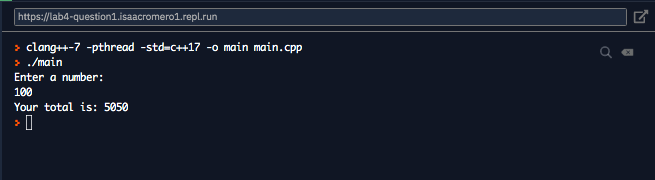 https://lab4-question1.isaacromero1.repl.run
> clang++-7 -pthread -std=c++17 -o main main.cpp
> ./main
Enter a number:
100
Your total is: 5050
>